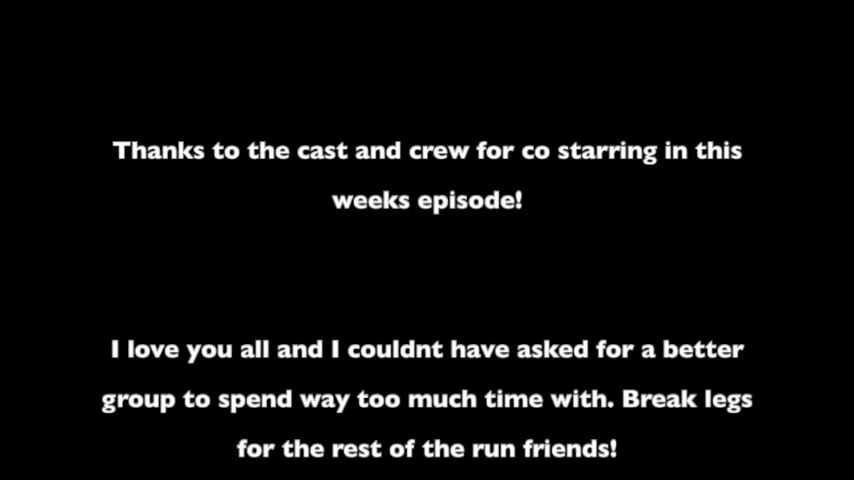 Thanks to the cast and crew for co starring in this
weeks episode!
I love you all and I couldnt have asked for a better
group to spend way too much time with. Break legs
for the rest of the run friends!